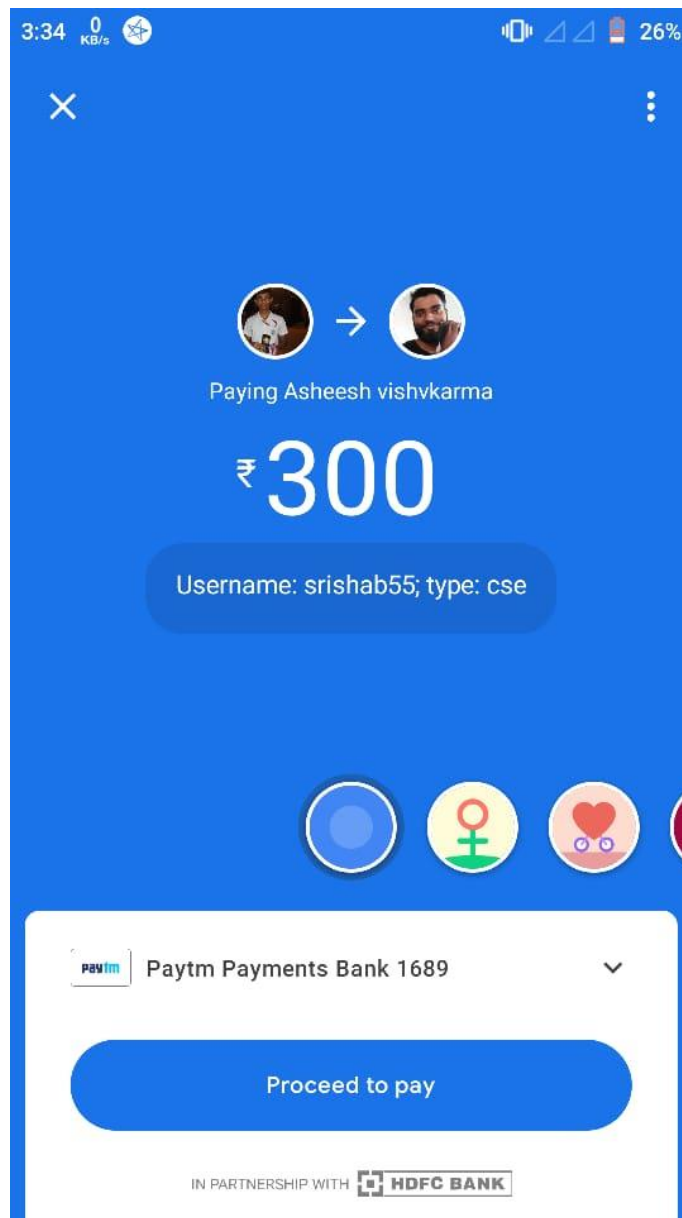 3:34 0 KB/s 26%
Paying Asheesh vishvkarma
₹300
Username: srishab55; type: cse
Paytm Paytm Payments Bank 1689
Proceed to pay
IN PARTNERSHIP WITH HDFC BANK